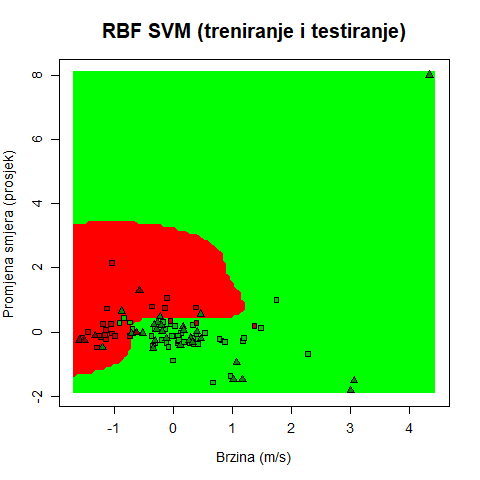 RBF SVM (treniranje i testiranje)
Promjena smjera (prosjek)
8
6
4
2
0
-2
-1 0 1 2 3 4
Brzina (m/s)